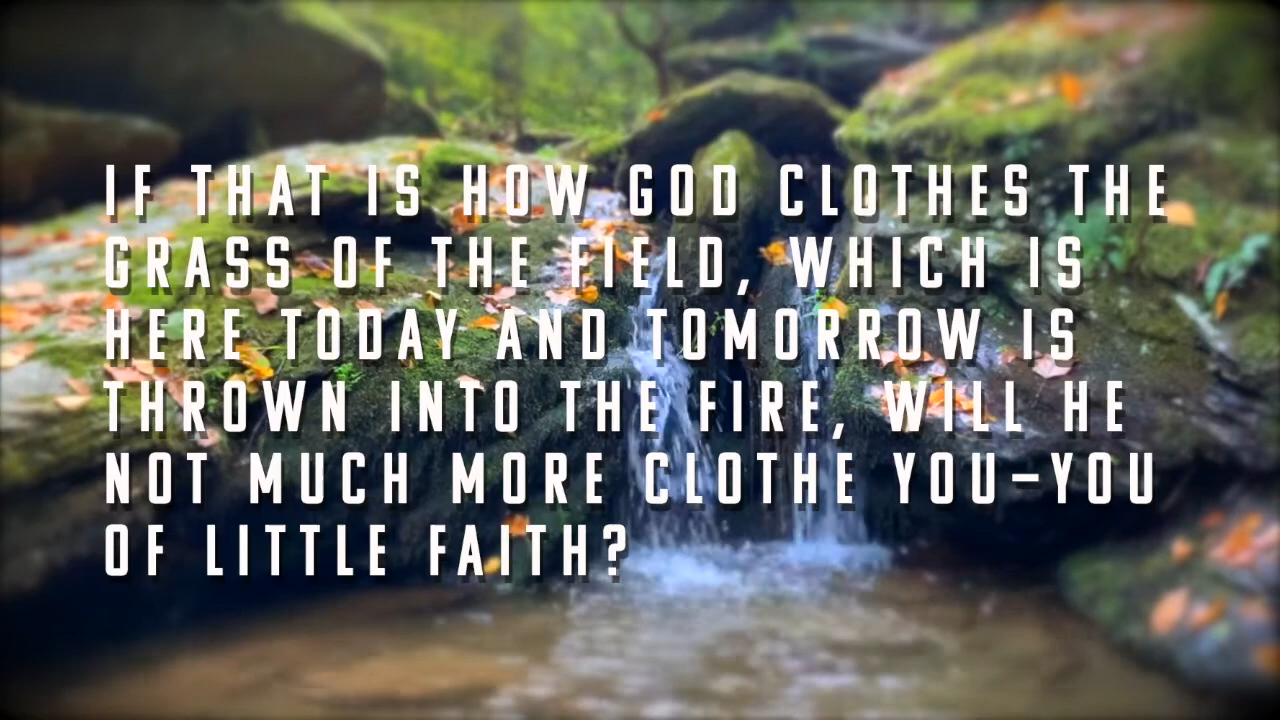 IF THAT IS HOW GOD CLOTHES THE
GRASS OF THE FIELD, WHICH IS
HERE TODAY AND TOMORROW IS
THROWN INTO THE FIRE, WILL HE
NOT MUCH MORE CLOTHE YOU–YOU
OF LITTLE FAITH?